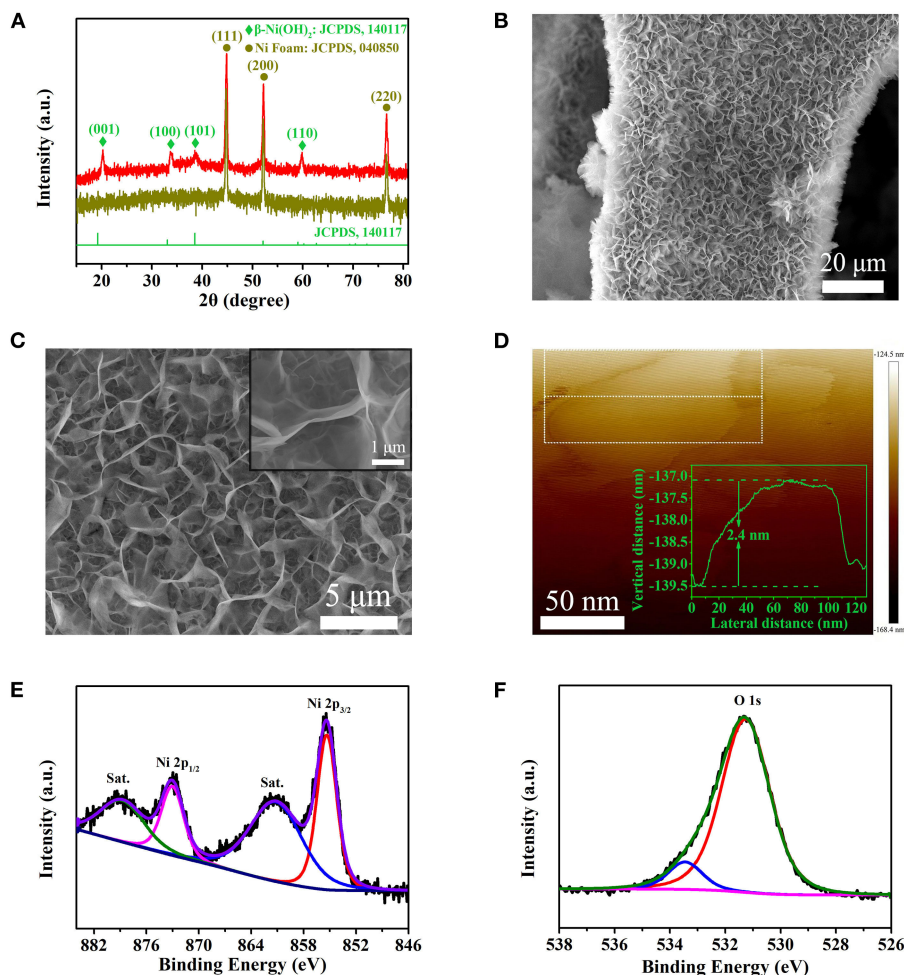 A
β-Ni(OH)₂: JCPDS, 140117
Ni Foam: JCPDS, 040850
(111)
(200)
(220)
(001)
(100)
(101)
(110)
JCPDS, 140117
Intensity (a.u.)
20 30 40 50 60 70 80
2θ (degree)
B
20 μm
C
1 μm
5 μm
D
-124.5 nm
-168.4 nm
50 nm
Vertical distance (nm)
-137.0
-137.5
-138.0
-138.5
-139.0
-139.5
2.4 nm
0 20 40 60 80 100 120
Lateral distance (nm)
E
Ni 2p₃/₂
Ni 2p₁/₂
Sat.
Sat.
Intensity (a.u.)
882 876 870 864 858 852 846
Binding Energy (eV)
F
O 1s
Intensity (a.u.)
538 536 534 532 530 528 526
Binding Energy (eV)